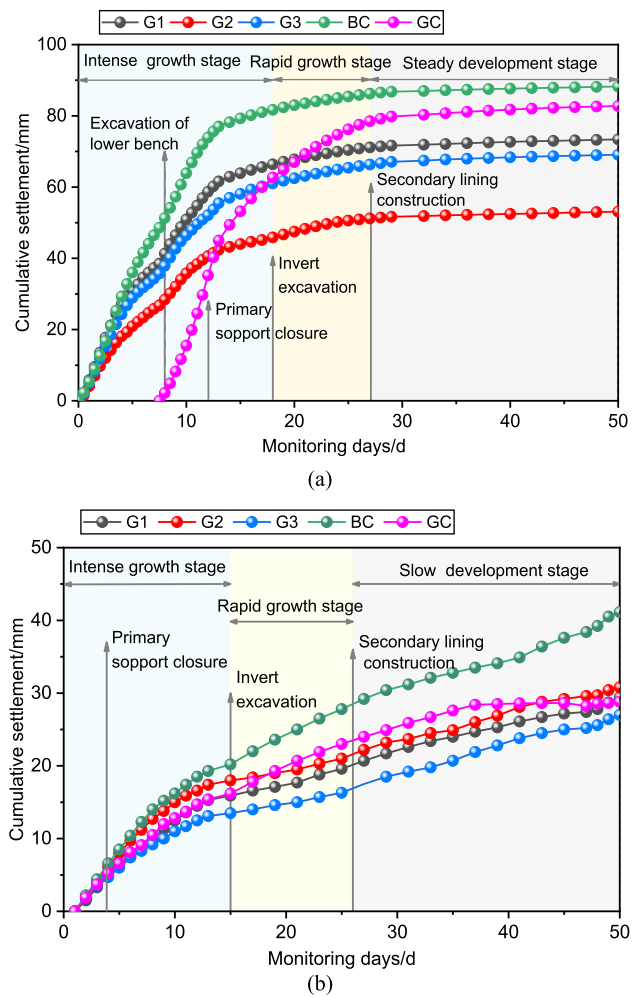 G1 G2 G3 BC GC
100
80
60
40
20
0
Cumulative settlement/mm
Intense growth stage
Rapid growth stage
Steady development stage
Excavation of
lower bench
Secondary lining
construction
Invert
excavation
Primary
sopport closure
0 10 20 30 40 50
Monitoring days/d
(a)
G1 G2 G3 BC GC
50
40
30
20
10
0
Cumulative settlement/mm
Intense growth stage
Slow development stage
Rapid growth stage
Primary
sopport closure
Secondary lining
construction
Invert
excavation
0 10 20 30 40 50
Monitoring days/d
(b)